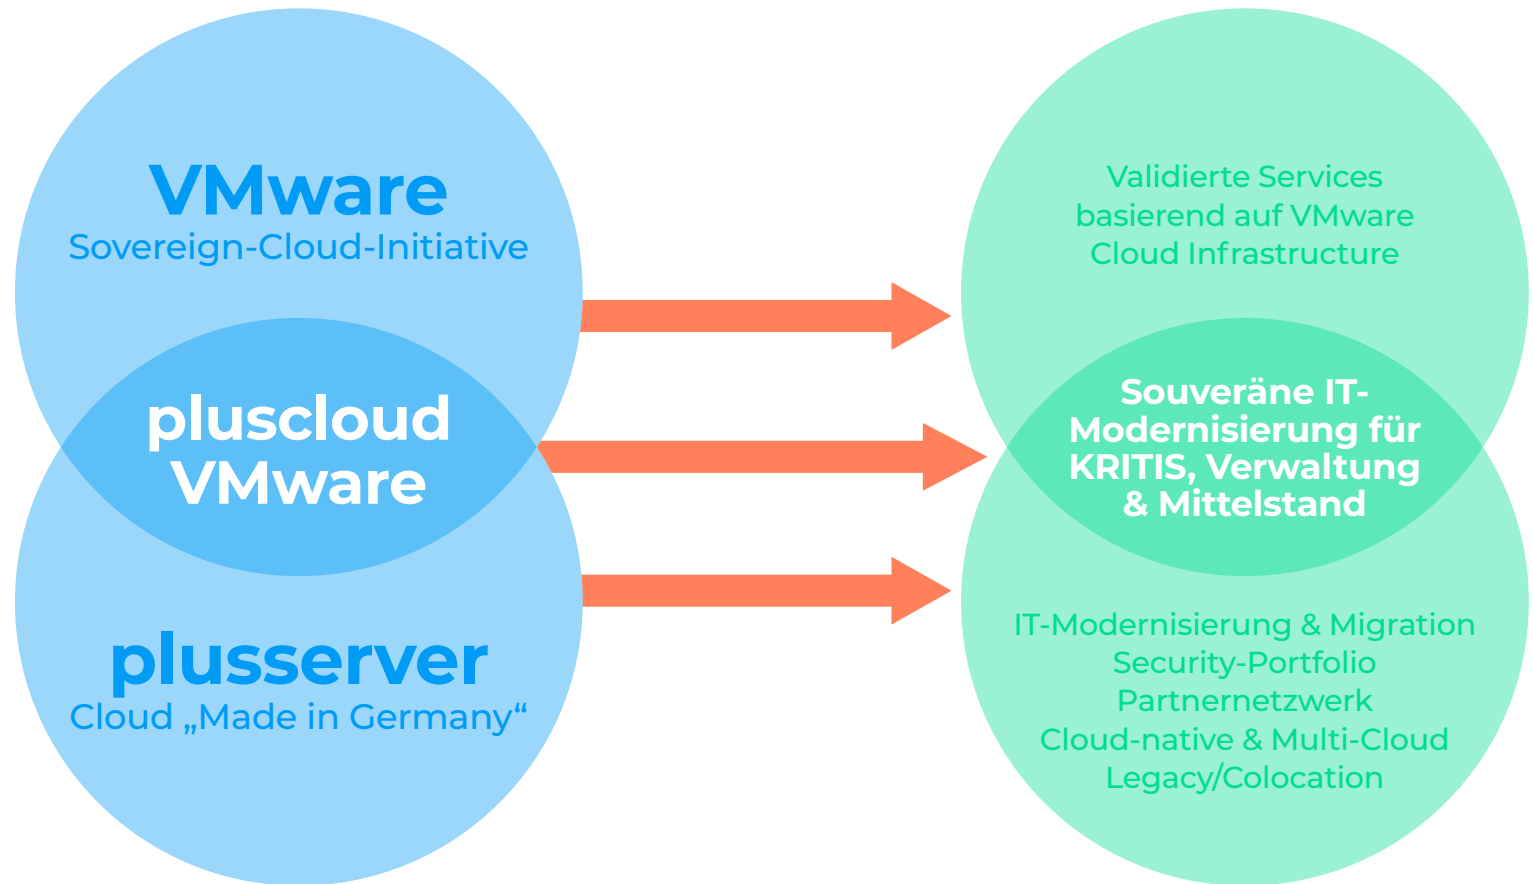 VMware
Sovereign-Cloud-Initiative
pluscloud
VMware
plusserver
Cloud „Made in Germany“
Validierte Services
basierend auf VMware
Cloud Infrastructure
Souveräne IT-
Modernisierung für
KRITIS, Verwaltung
& Mittelstand
IT-Modernisierung & Migration
Security-Portfolio
Partnernetzwerk
Cloud-native & Multi-Cloud
Legacy/Colocation